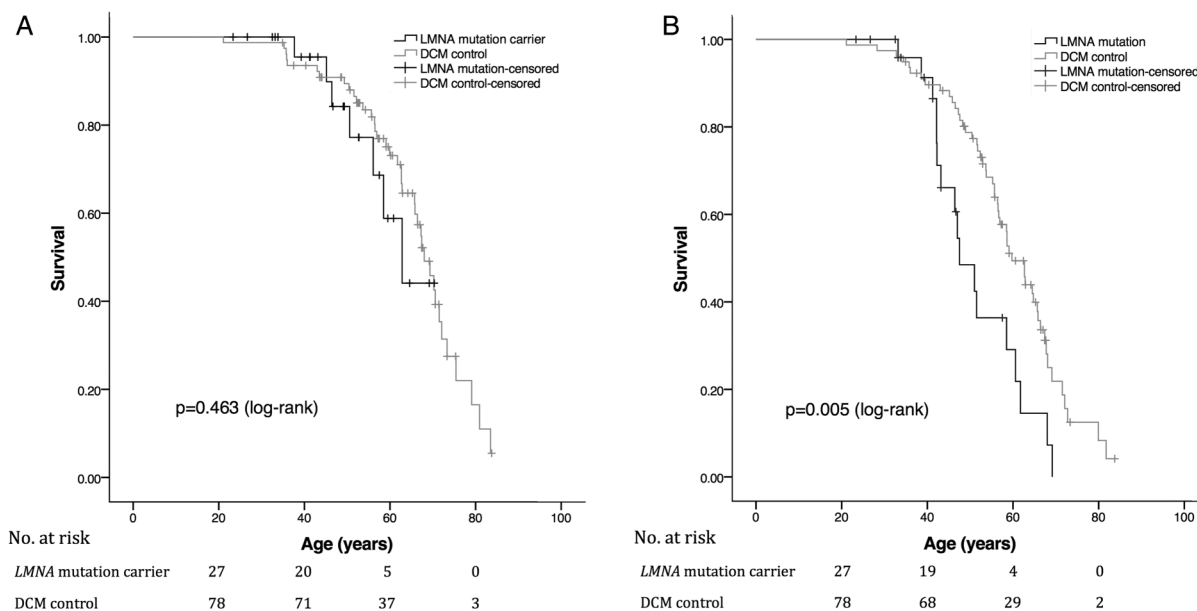 A
LMNA mutation carrier
DCM control
LMNA mutation-censored
DCM control-censored
1.00
0.80
0.60
0.40
0.20
0.00
Survival
p=0.463 (log-rank)
0 20 40 60 80 100
Age (years)
No. at risk
LMNA mutation carrier 27 20 5 0
DCM control 78 71 37 3
B
LMNA mutation
DCM control
LMNA mutation-censored
DCM control-censored
1.00
0.80
0.60
0.40
0.20
0.00
Survival
p=0.005 (log-rank)
0 20 40 60 80 100
Age (years)
No. at risk
LMNA mutation carrier 27 19 4 0
DCM control 78 68 29 2